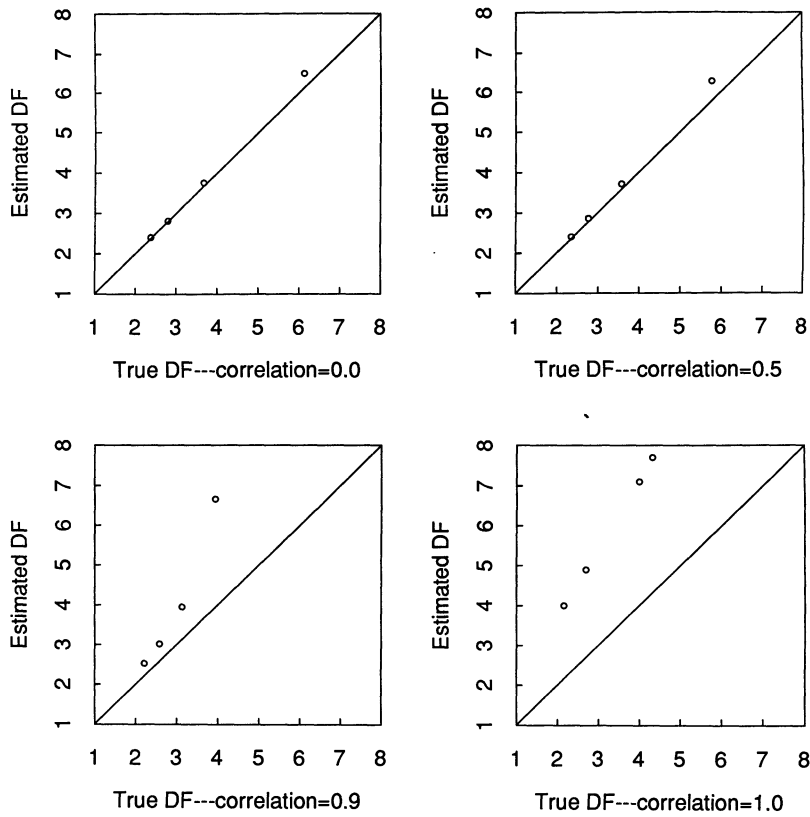 8
7
6
5
4
3
2
1
Estimated DF
1 2 3 4 5 6 7 8
True DF---correlation=0.0
8
7
6
5
4
3
2
1
Estimated DF
1 2 3 4 5 6 7 8
True DF---correlation=0.5
8
7
6
5
4
3
2
1
Estimated DF
1 2 3 4 5 6 7 8
True DF---correlation=0.9
8
7
6
5
4
3
2
1
Estimated DF
1 2 3 4 5 6 7 8
True DF---correlation=1.0